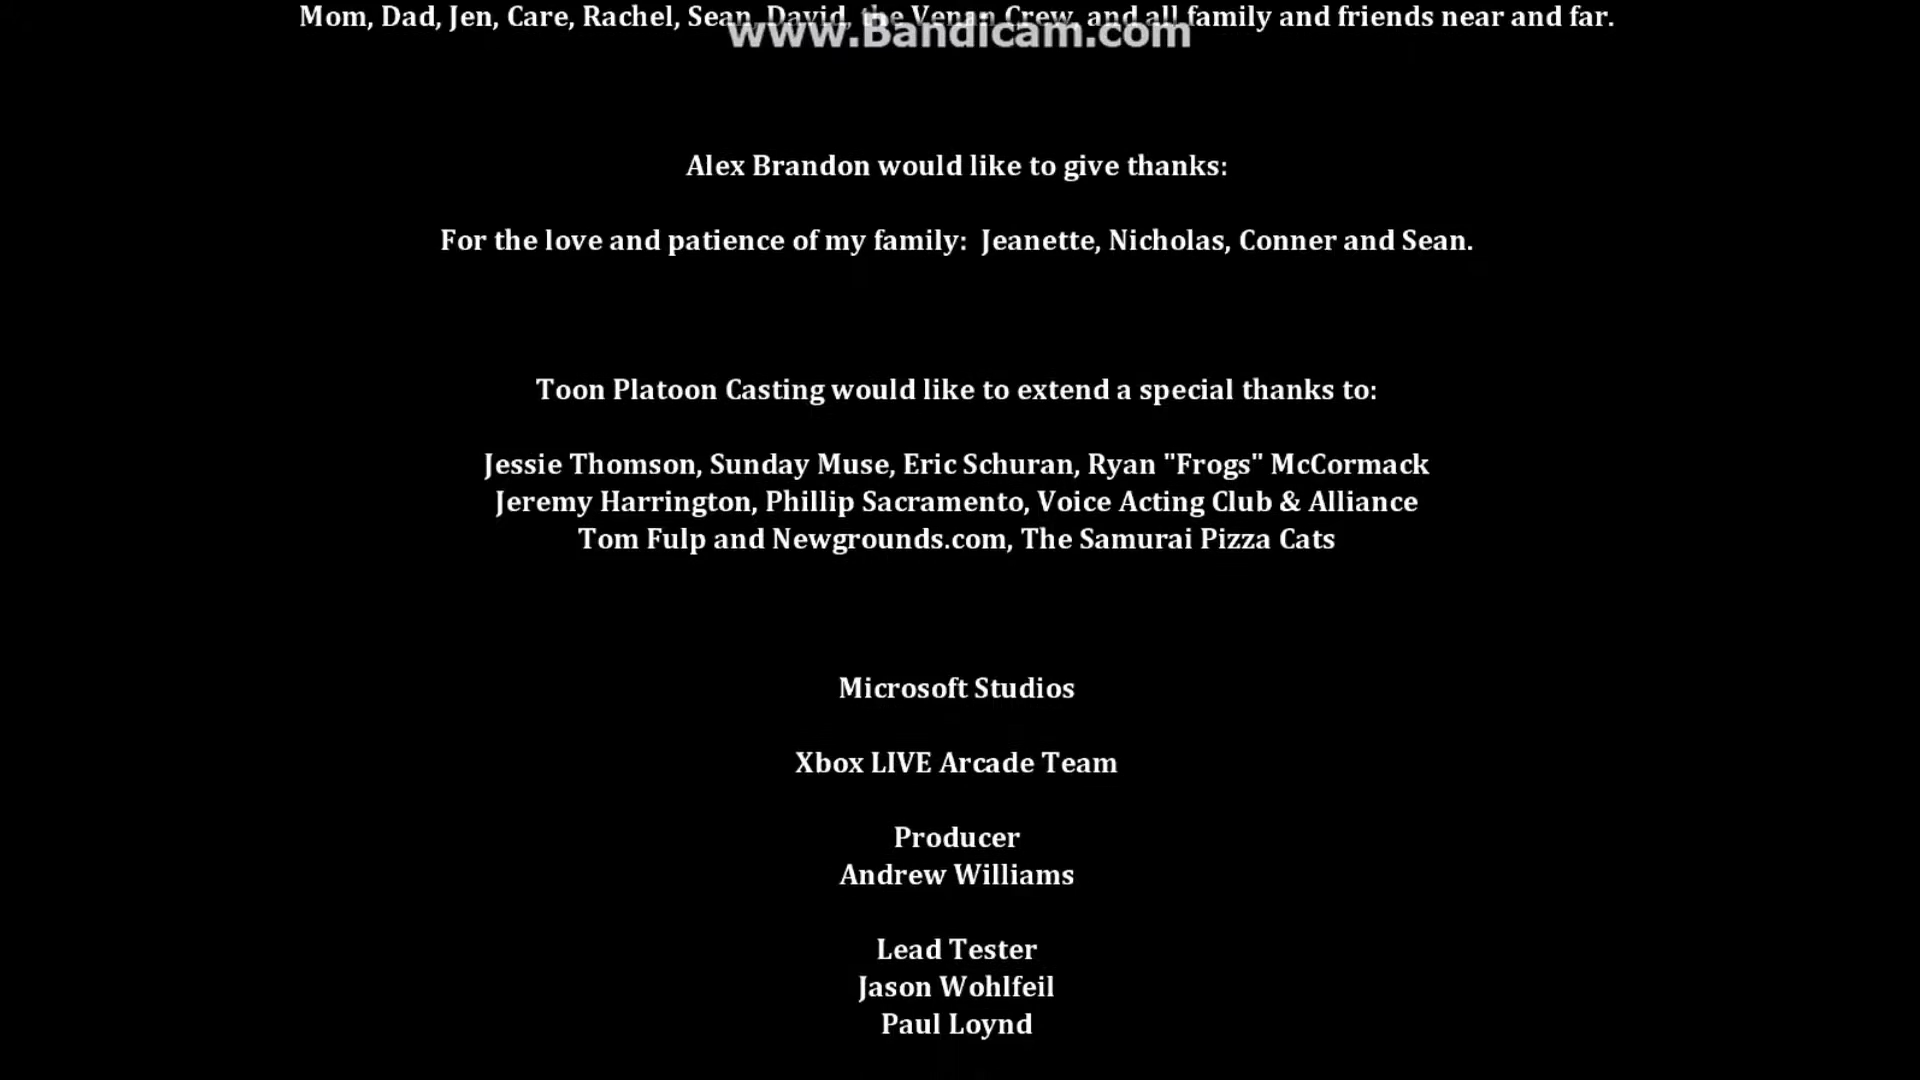 Mom, Dad, Jen, Care, Rachel, Sean, David, the Venan Crew, and all family and friends near and far.
www.Bandicam.com
Alex Brandon would like to give thanks:
For the love and patience of my family:  Jeanette, Nicholas, Conner and Sean.
Toon Platoon Casting would like to extend a special thanks to:
Jessie Thomson, Sunday Muse, Eric Schuran, Ryan "Frogs" McCormack
Jeremy Harrington, Phillip Sacramento, Voice Acting Club & Alliance
Tom Fulp and Newgrounds.com, The Samurai Pizza Cats
Microsoft Studios
Xbox LIVE Arcade Team
Producer
Andrew Williams
Lead Tester
Jason Wohlfeil
Paul Loynd